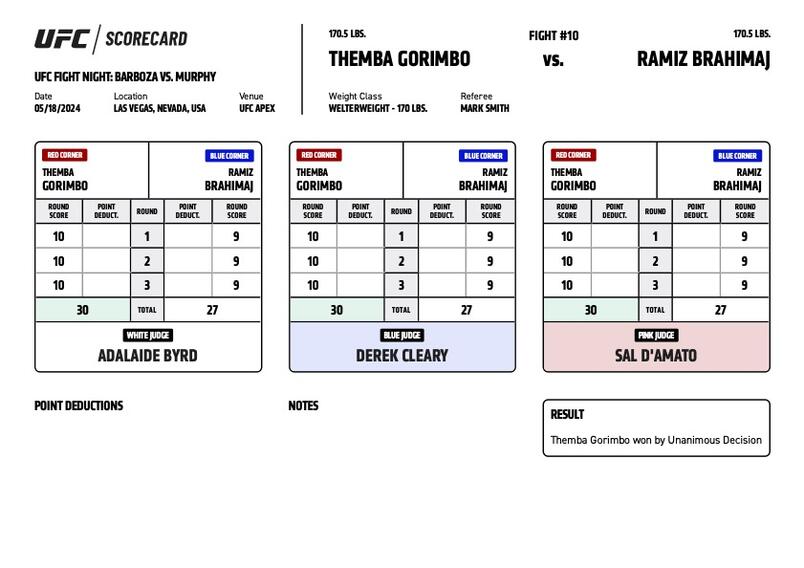 UFC / SCORECARD
UFC FIGHT NIGHT: BARBOZA VS. MURPHY
Date Location Venue
05/18/2024 LAS VEGAS, NEVADA, USA UFC APEX
170.5 LBS. FIGHT #10 170.5 LBS.
THEMBA GORIMBO vs. RAMIZ BRAHIMAJ
Weight Class Referee
WELTERWEIGHT - 170 LBS. MARK SMITH
RED CORNER BLUE CORNER
THEMBA RAMIZ
GORIMBO BRAHIMAJ
ROUND POINT ROUND POINT ROUND
SCORE DEDUCT. DEDUCT. SCORE
10 1 9
10 2 9
10 3 9
30 TOTAL 27
WHITE JUDGE
ADALAIDE BYRD
RED CORNER BLUE CORNER
THEMBA RAMIZ
GORIMBO BRAHIMAJ
ROUND POINT ROUND POINT ROUND
SCORE DEDUCT. DEDUCT. SCORE
10 1 9
10 2 9
10 3 9
30 TOTAL 27
BLUE JUDGE
DEREK CLEARY
RED CORNER BLUE CORNER
THEMBA RAMIZ
GORIMBO BRAHIMAJ
ROUND POINT ROUND POINT ROUND
SCORE DEDUCT. DEDUCT. SCORE
10 1 9
10 2 9
10 3 9
30 TOTAL 27
PINK JUDGE
SAL D'AMATO
POINT DEDUCTIONS
NOTES
RESULT
Themba Gorimbo won by Unanimous Decision